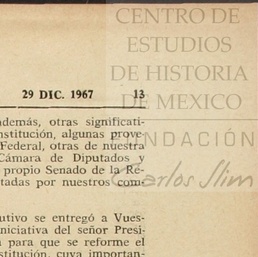 CENTRO DE
ESTUDIOS
DE HISTORIA
DE MEXICO
FUNDACIÓN
Carlos Slim
29 DIC. 1967 13
además, otras significati-
nstitución, algunas prove-
Federal, otras de nuestra
Cámara de Diputados y
propio Senado de la Re-
tadas por nuestros com-
utivo se entregó a Vues-
niciativa del señor Presi-
para que se reforme el
stitución, cuya importan-